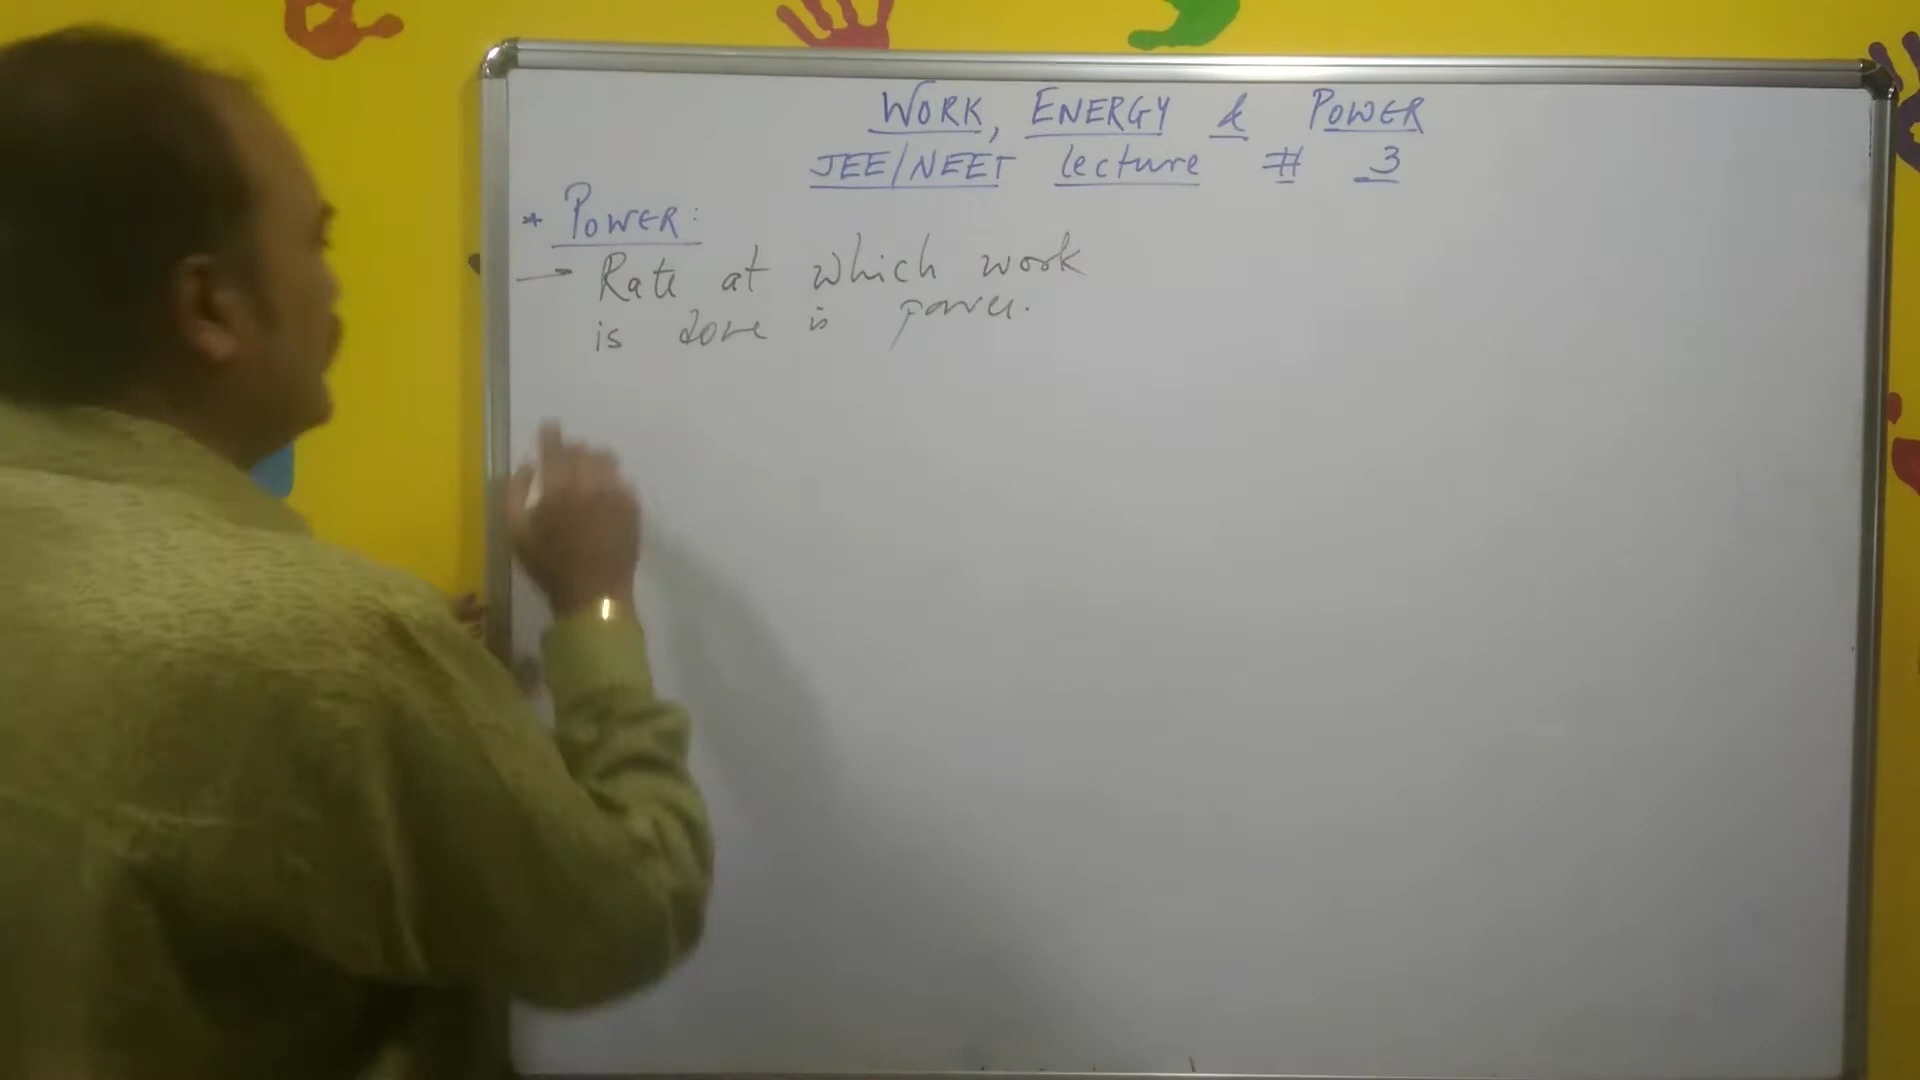 WORK, ENERGY & POWER
JEE/NEET Lecture # 3
* POWER:
→ Rate at which work
is done is power.